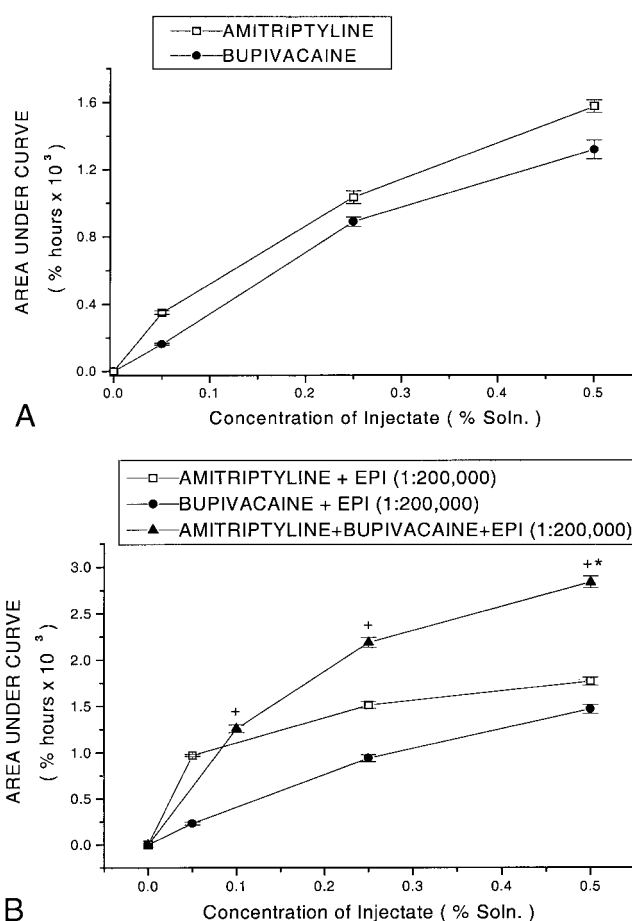 AMITRIPTYLINE
BUPIVACAINE
AREA UNDER CURVE
( % hours x 10 3 )
1.6
1.2
0.8
0.4
0.0
0.0 0.1 0.2 0.3 0.4 0.5
Concentration of Injectate ( % Soln. )
A
AMITRIPTYLINE + EPI (1:200,000)
BUPIVACAINE + EPI (1:200,000)
AMITRIPTYLINE+BUPIVACAINE+EPI (1:200,000)
AREA UNDER CURVE
( % hours x 10 3 )
3.0
2.5
2.0
1.5
1.0
0.5
0.0
+
+
+ *
0.0 0.1 0.2 0.3 0.4 0.5
Concentration of Injectate ( % Soln. )
B